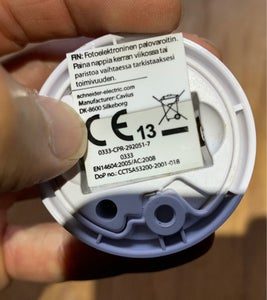 FIN: Fotoelektroninen palovaroitin.
Paina nappia kerran viikossa tai
paristoa vaihtaessa tarkistaaksesi
toimivuuden.
schneider-electric.com
Manufacturer: Cavius
DK-8600 Silkeborg
CE 13
0333-CPR-292051-7
0333
EN14604:2005/AC:2008
DoP no.: CCTSA53200-2001-018